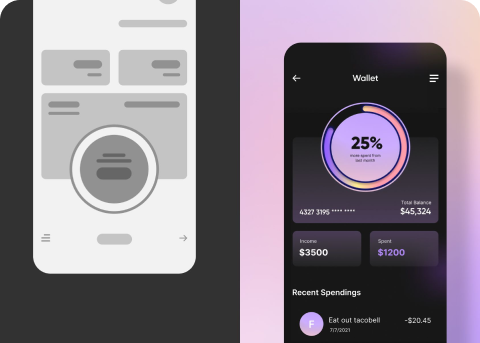 Wallet
25%
more spent from
last month
Total Balance
4327 3195 **** ****
$45,324
Income
$3500
Spent
$1200
Recent Spendings
F
Eat out tacobell
-$20.45
7/7/2021